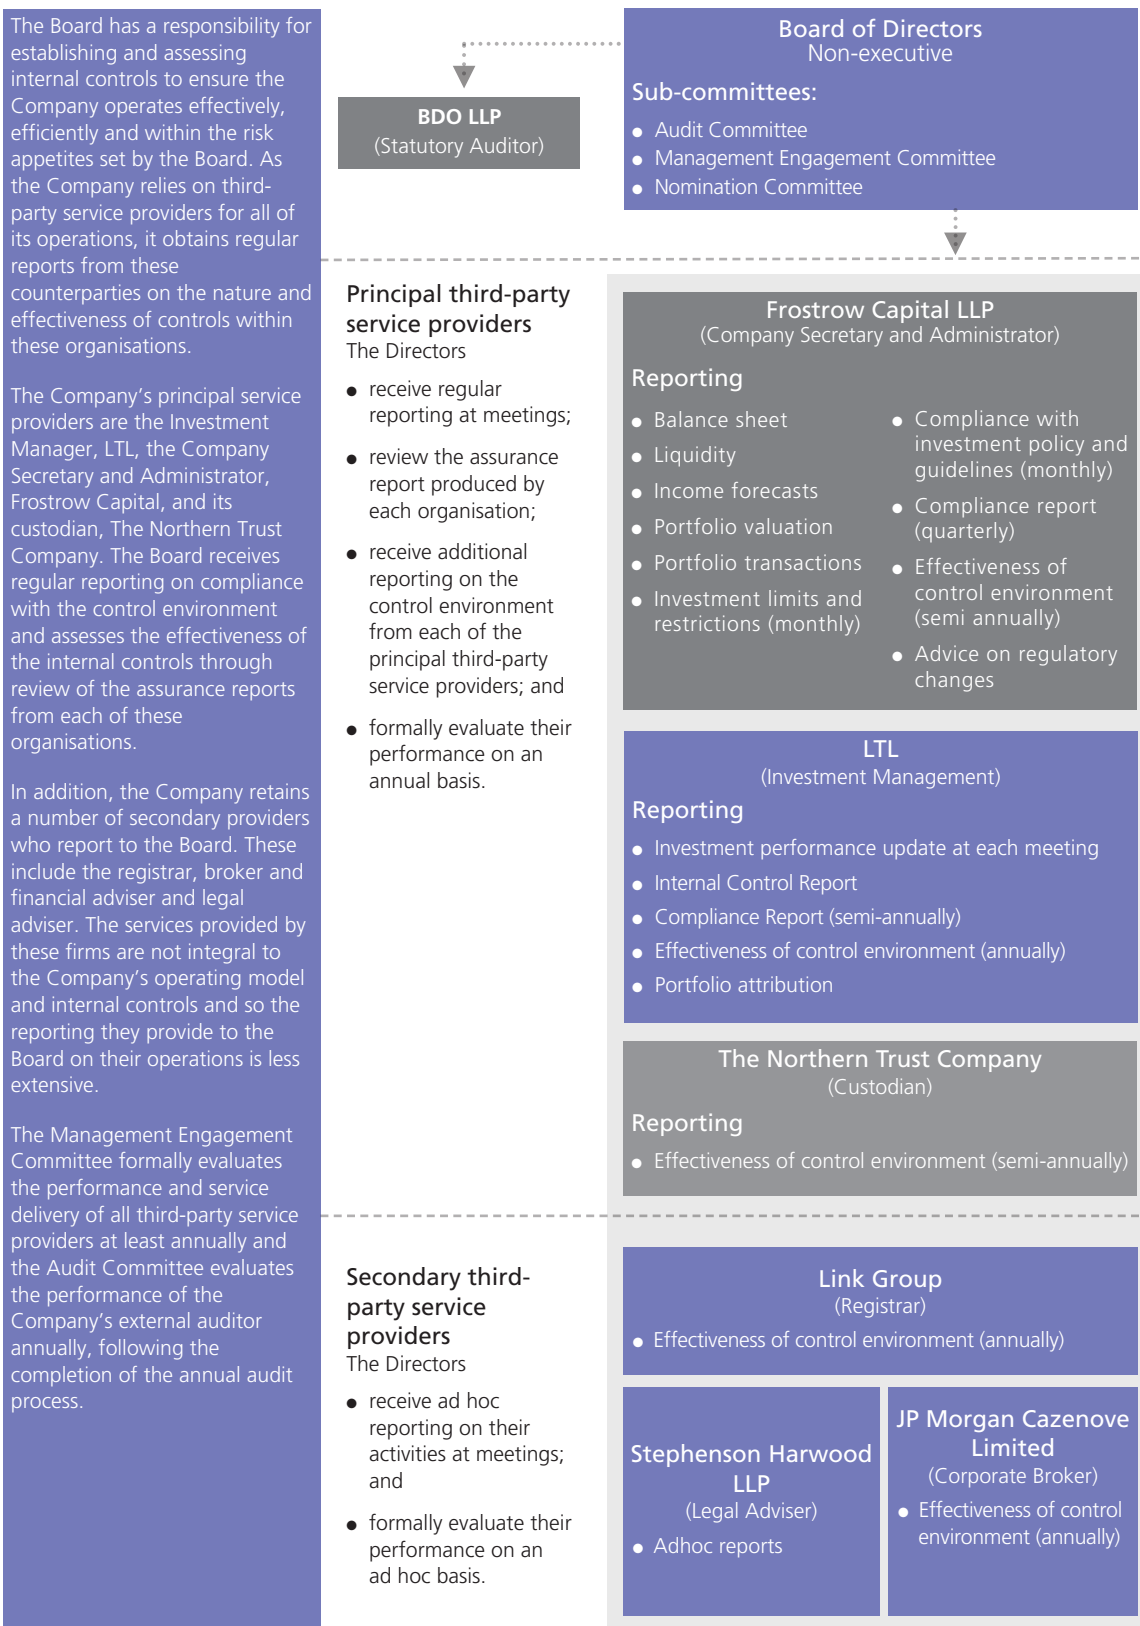 The Board has a responsibility for
establishing and assessing
internal controls to ensure the
Company operates effectively,
efficiently and within the risk
appetites set by the Board. As
the Company relies on third-
party service providers for all of
its operations, it obtains regular
reports from these
counterparties on the nature and
effectiveness of controls within
these organisations.
The Company's principal service
providers are the Investment
Manager, LTL, the Company
Secretary and Administrator,
Frostrow Capital, and its
custodian, The Northern Trust
Company. The Board receives
regular reporting on compliance
with the control environment
and assesses the effectiveness of
the internal controls through
review of the assurance reports
from each of these
organisations.
In addition, the Company retains
a number of secondary providers
who report to the Board. These
include the registrar, broker and
financial adviser and legal
adviser. The services provided by
these firms are not integral to
the Company's operating model
and internal controls and so the
reporting they provide to the
Board on their operations is less
extensive.
The Management Engagement
Committee formally evaluates
the performance and service
delivery of all third-party service
providers at least annually and
the Audit Committee evaluates
the performance of the
Company's external auditor
annually, following the
completion of the annual audit
process.
BDO LLP
(Statutory Auditor)
Board of Directors
Non-executive
Sub-committees:
● Audit Committee
● Management Engagement Committee
● Nomination Committee
Principal third-party
service providers
The Directors
● receive regular
reporting at meetings;
● review the assurance
report produced by
each organisation;
● receive additional
reporting on the
control environment
from each of the
principal third-party
service providers; and
● formally evaluate their
performance on an
annual basis.
Frostrow Capital LLP
(Company Secretary and Administrator)
Reporting
● Balance sheet
● Liquidity
● Income forecasts
● Portfolio valuation
● Portfolio transactions
● Investment limits and
restrictions (monthly)
● Compliance with
investment policy and
guidelines (monthly)
● Compliance report
(quarterly)
● Effectiveness of
control environment
(semi annually)
● Advice on regulatory
changes
LTL
(Investment Management)
Reporting
● Investment performance update at each meeting
● Internal Control Report
● Compliance Report (semi-annually)
● Effectiveness of control environment (annually)
● Portfolio attribution
The Northern Trust Company
(Custodian)
Reporting
● Effectiveness of control environment (semi-annually)
Secondary third-
party service
providers
The Directors
● receive ad hoc
reporting on their
activities at meetings;
and
● formally evaluate their
performance on an
ad hoc basis.
Link Group
(Registrar)
● Effectiveness of control environment (annually)
Stephenson Harwood
LLP
(Legal Adviser)
● Adhoc reports
JP Morgan Cazenove
Limited
(Corporate Broker)
● Effectiveness of control
environment (annually)